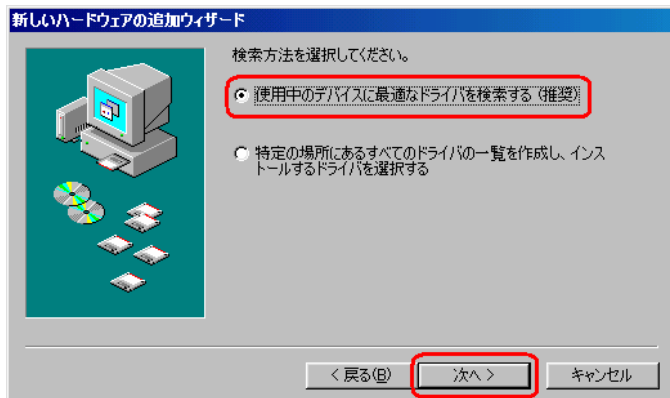 新しいハードウェアの追加ウィザード
検索方法を選択してください。
使用中のデバイスに最適なドライバを検索する (推奨)
特定の場所にあるすべてのドライバの一覧を作成し、インス
トールするドライバを選択する
< 戻る(B)
次へ >
キャンセル